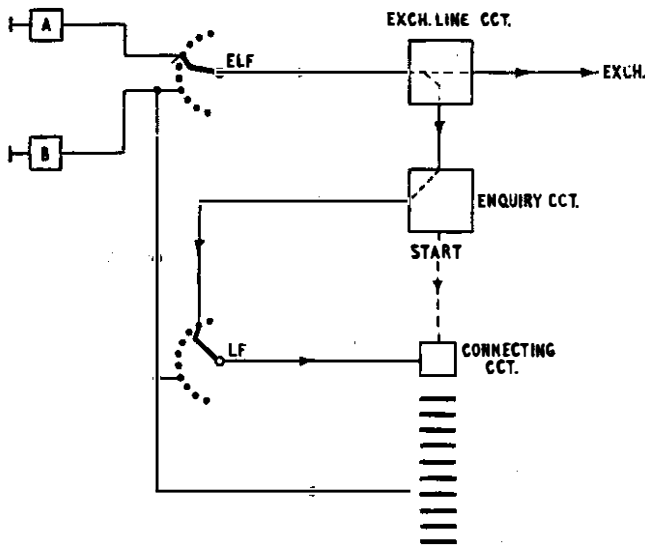 A
EXCH. LINE CCT.
ELF
EXCH.
B
ENQUIRY CCT.
START
LF
CONNECTING
CCT.